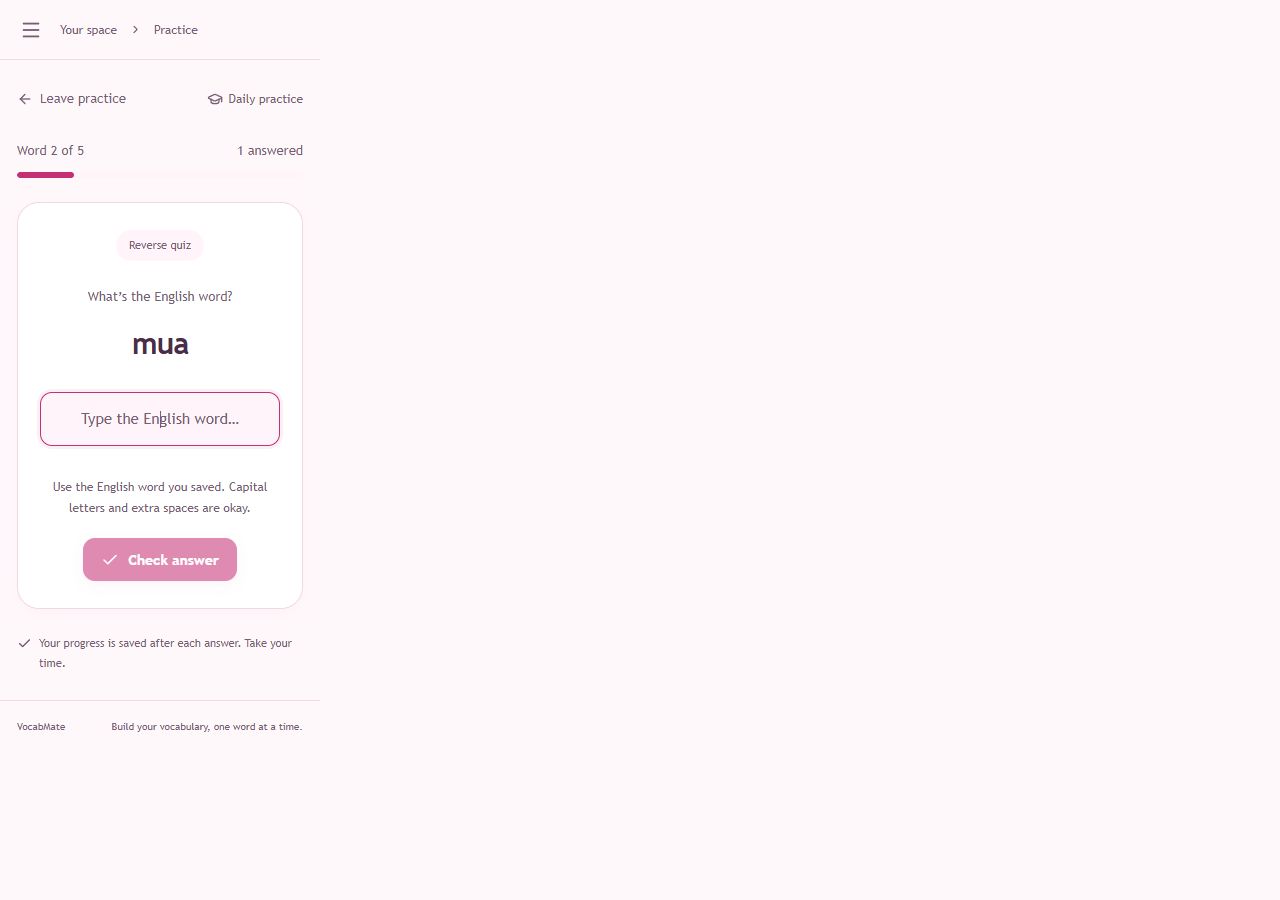 Your space > Practice
Leave practice
Daily practice
Word 2 of 5
1 answered
Reverse quiz
What's the English word?
mua
Type the English word...
Use the English word you saved. Capital
letters and extra spaces are okay.
Check answer
Your progress is saved after each answer. Take your
time.
VocabMate
Build your vocabulary, one word at a time.